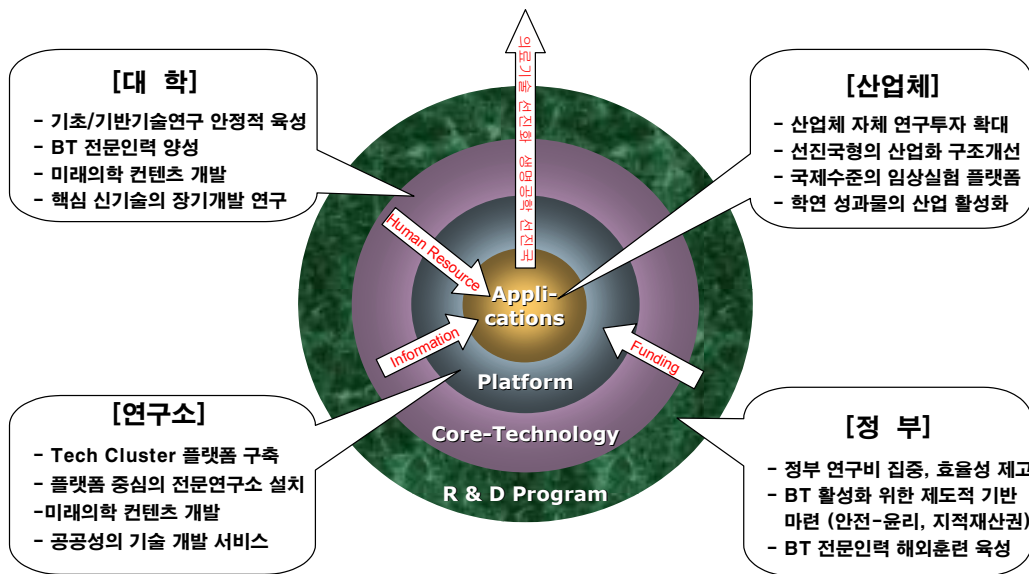 [대 학]
- 기초/기반기술연구 안정적 육성
- BT 전문인력 양성
- 미래의학 컨텐츠 개발
- 핵심 신기술의 장기개발 연구
의료기술 선진화 생명공학 선진국
[산업체]
- 산업체 자체 연구투자 확대
- 선진국형의 산업화 구조개선
- 국제수준의 임상실험 플랫폼
- 학연 성과물의 산업 활성화
Human Resource
Information
Funding
Appli-
cations
Platform
Core-Technology
R & D Program
[연구소]
- Tech Cluster 플랫폼 구축
- 플랫폼 중심의 전문연구소 설치
-미래의학 컨텐츠 개발
- 공공성의 기술 개발 서비스
[정 부]
- 정부 연구비 집중, 효율성 제고
- BT 활성화 위한 제도적 기반
마련 (안전-윤리, 지적재산권)
- BT 전문인력 해외훈련 육성